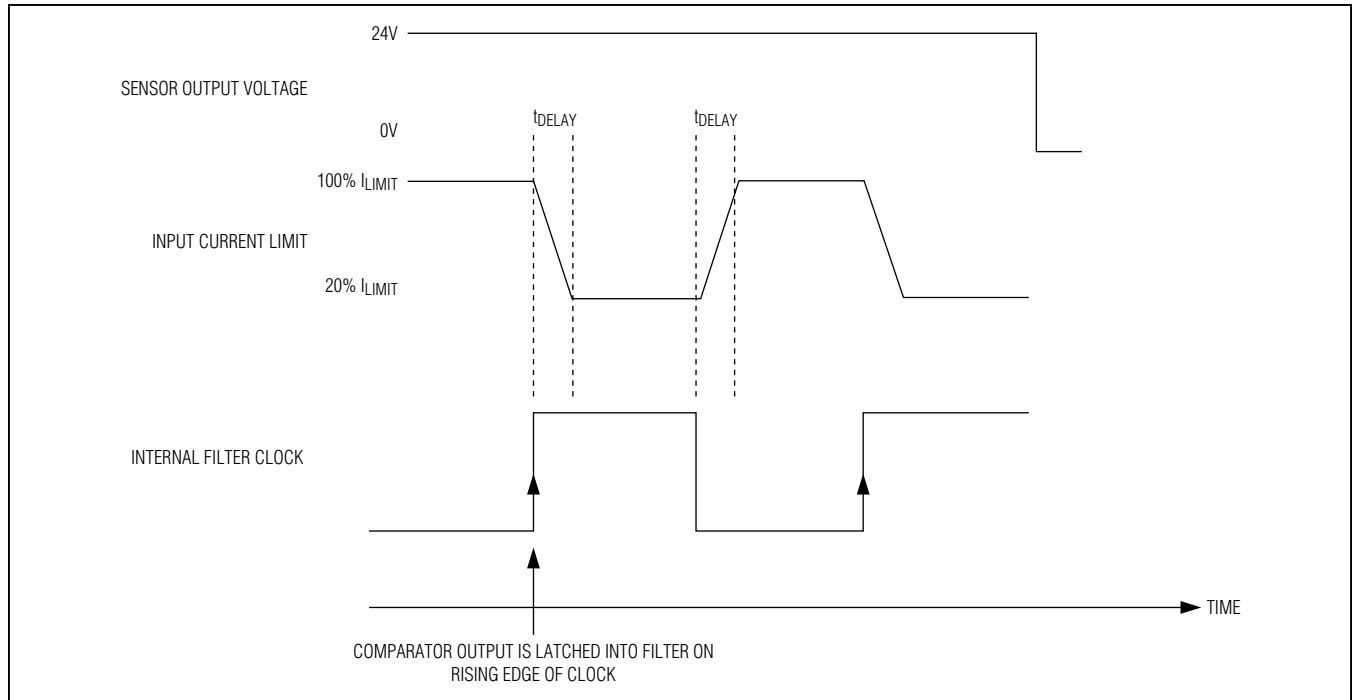 24V
SENSOR OUTPUT VOLTAGE
0V
tDELAY
tDELAY
100% ILIMIT
INPUT CURRENT LIMIT
20% ILIMIT
INTERNAL FILTER CLOCK
TIME
COMPARATOR OUTPUT IS LATCHED INTO FILTER ON
RISING EDGE OF CLOCK